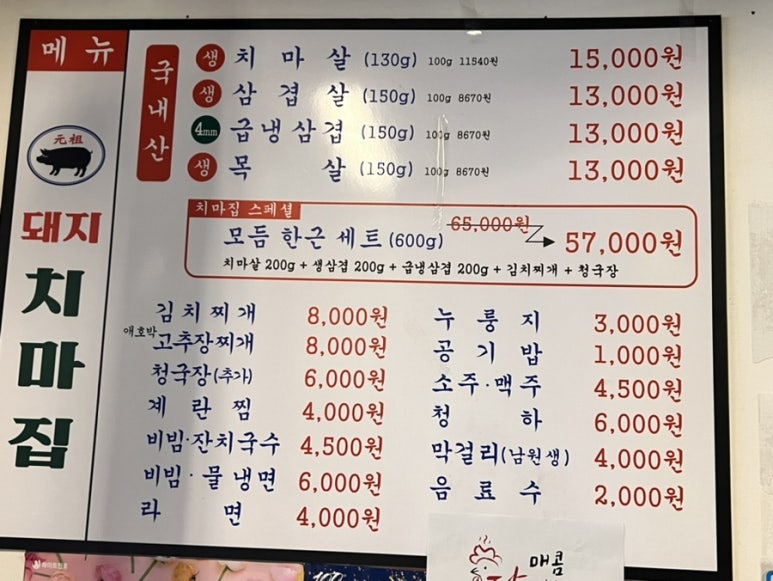 메 뉴
元祖
돼지
치
마
집
국내산
생 치 마 살 (130g) 100g 11540원 15,000원
생 삼 겹 살 (150g) 100g 8670원 13,000원
4mm 급냉삼겹 (150g) 100g 8670원 13,000원
생 목 살 (150g) 100g 8670원 13,000원
치마집 스페셜
모듬 한근 세트 (600g) 65,000원 57,000원
치마살 200g + 생삼겹 200g + 급냉삼겹 200g + 김치찌개 + 청국장
김치찌개 8,000원
애호박고추장찌개 8,000원
청국장(추가) 6,000원
계 란 찜 4,000원
비빔·잔치국수 4,500원
비빔·물냉면 6,000원
라 면 4,000원
누 룽 지 3,000원
공 기 밥 1,000원
소주·맥주 4,500원
청 하 6,000원
막걸리(남원생) 4,000원
음 료 수 2,000원
하이트진로
매콤